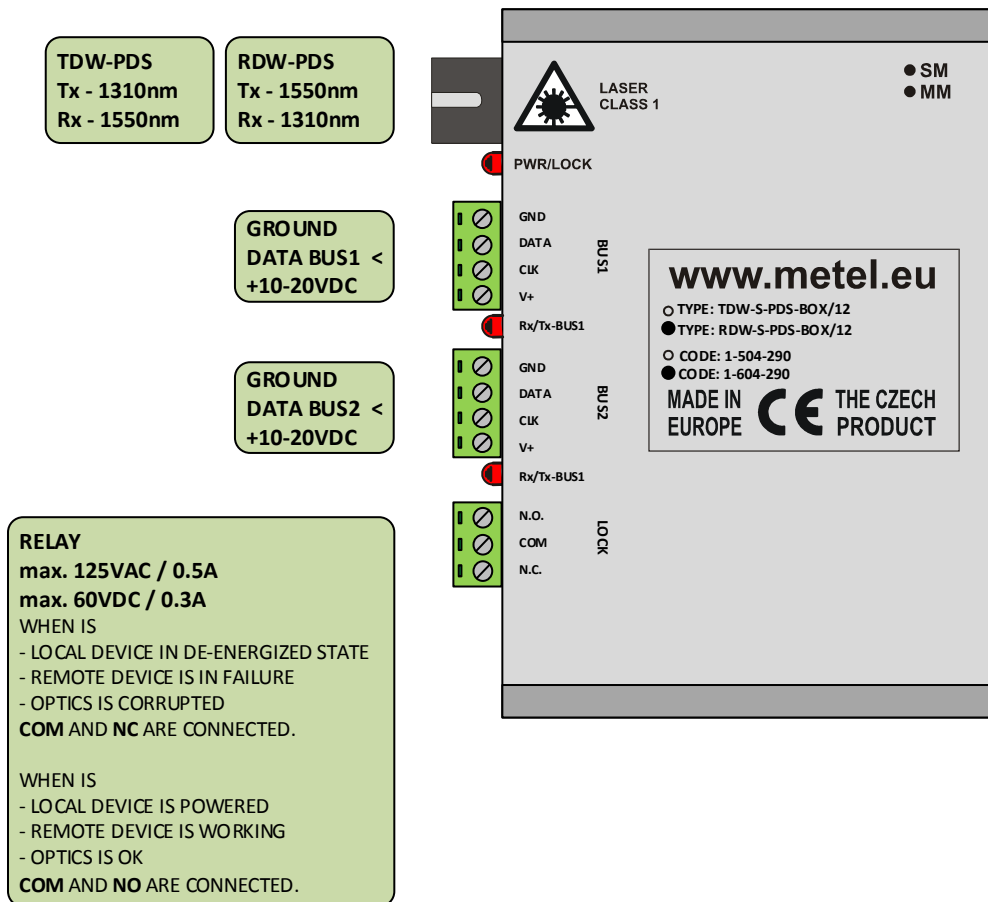 TDW-PDS
Tx - 1310nm
Rx - 1550nm
RDW-PDS
Tx - 1550nm
Rx - 1310nm
LASER
CLASS 1
SM
MM
PWR/LOCK
GROUND
DATA BUS1 <
+10-20VDC
GND
DATA
CLK
V+
BUS1
Rx/Tx-BUS1
www.metel.eu
TYPE: TDW-S-PDS-BOX/12
TYPE: RDW-S-PDS-BOX/12
CODE: 1-504-290
CODE: 1-604-290
MADE IN
EUROPE
CE
THE CZECH
PRODUCT
GROUND
DATA BUS2 <
+10-20VDC
GND
DATA
CLK
V+
BUS2
Rx/Tx-BUS1
N.O.
COM
N.C.
LOCK
RELAY
max. 125VAC / 0.5A
max. 60VDC / 0.3A
WHEN IS
- LOCAL DEVICE IN DE-ENERGIZED STATE
- REMOTE DEVICE IS IN FAILURE
- OPTICS IS CORRUPTED
COM AND NC ARE CONNECTED.
WHEN IS
- LOCAL DEVICE IS POWERED
- REMOTE DEVICE IS WORKING
- OPTICS IS OK
COM AND NO ARE CONNECTED.